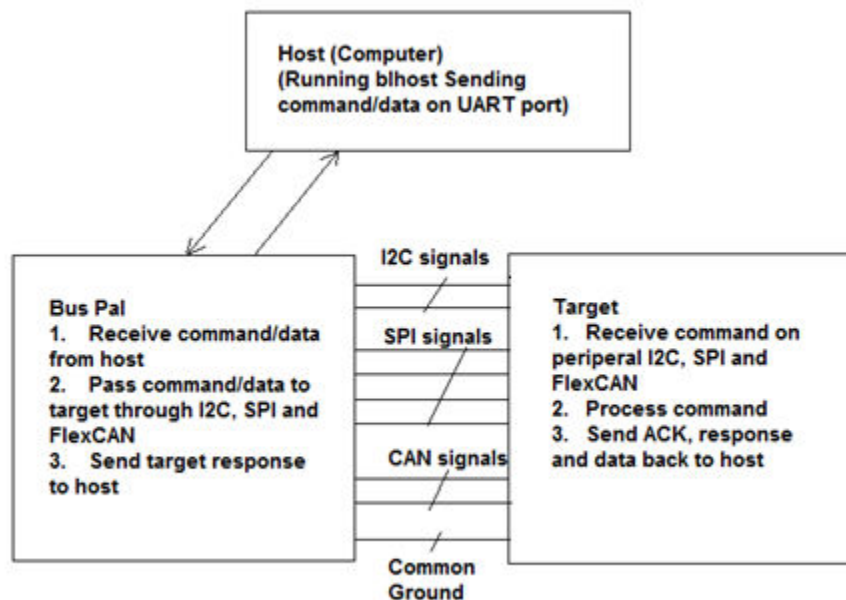 Host (Computer)
(Running blhost Sending
command/data on UART port)
I2C signals
Bus Pal
1. Receive command/data
from host
2. Pass command/data to
target through I2C, SPI and
FlexCAN
3. Send target response
to host
SPI signals
CAN signals
Common
Ground
Target
1. Receive command on
periperal I2C, SPI and
FlexCAN
2. Process command
3. Send ACK, response
and data back to host